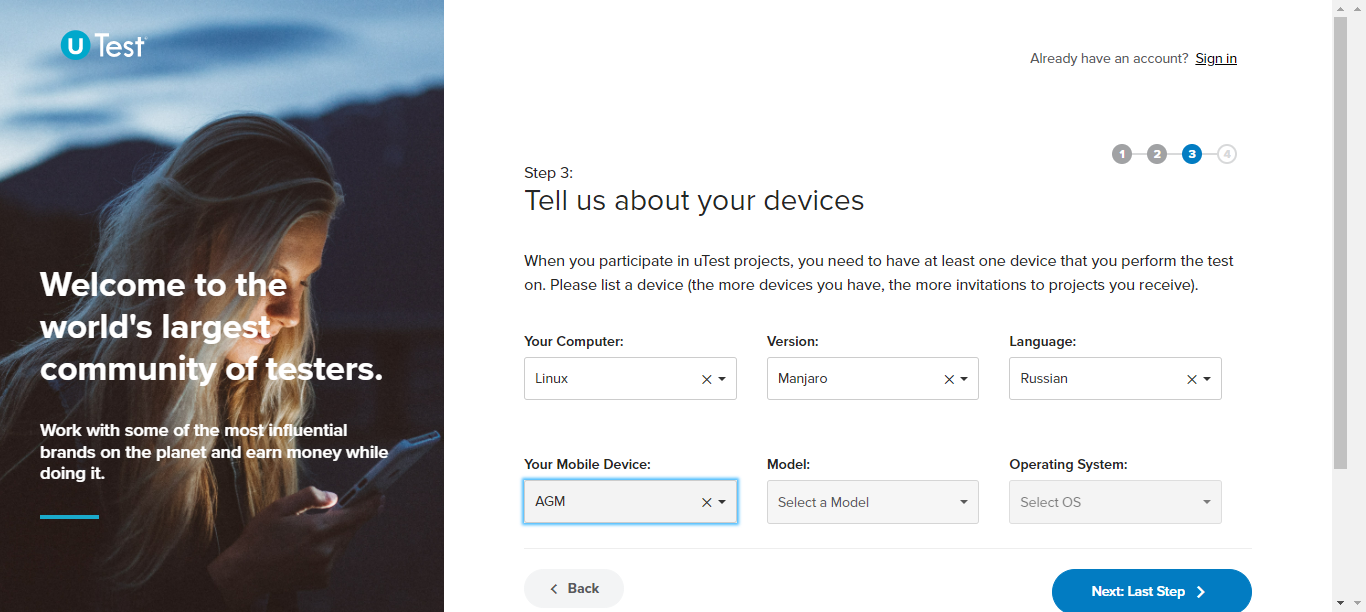 uTest
Already have an account? Sign in
1 2 3 4
Step 3:
Tell us about your devices
When you participate in uTest projects, you need to have at least one device that you perform the test
on. Please list a device (the more devices you have, the more invitations to projects you receive).
Welcome to the
world's largest
community of testers.
Work with some of the most influential
brands on the planet and earn money while
doing it.
Your Computer: Version: Language:
Linux Manjaro Russian
Your Mobile Device: Model: Operating System:
AGM Select a Model Select OS
Back Next: Last Step